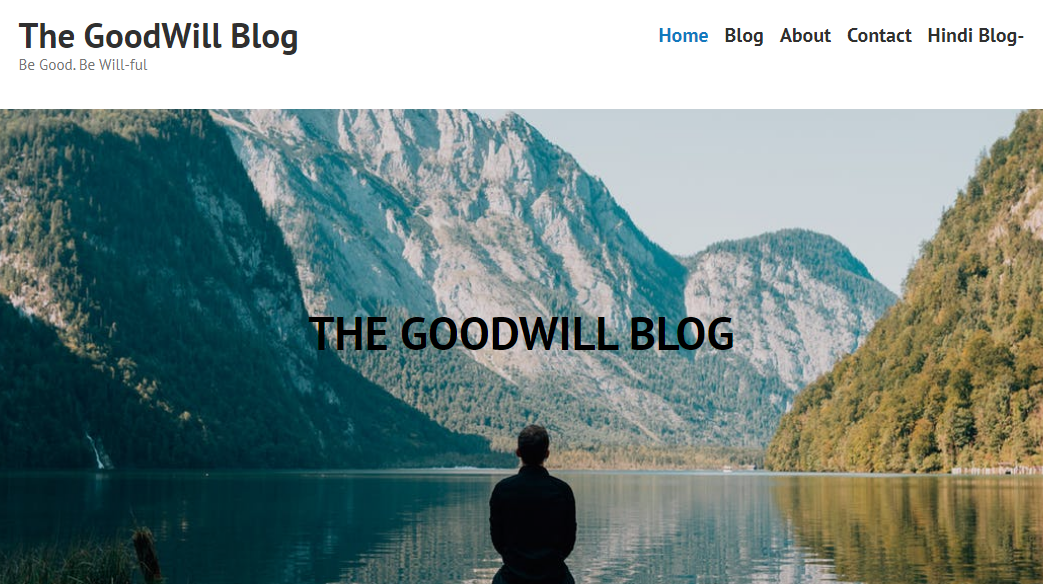 The GoodWill Blog
Be Good. Be Will-ful
Home Blog About Contact Hindi Blog-
THE GOODWILL BLOG